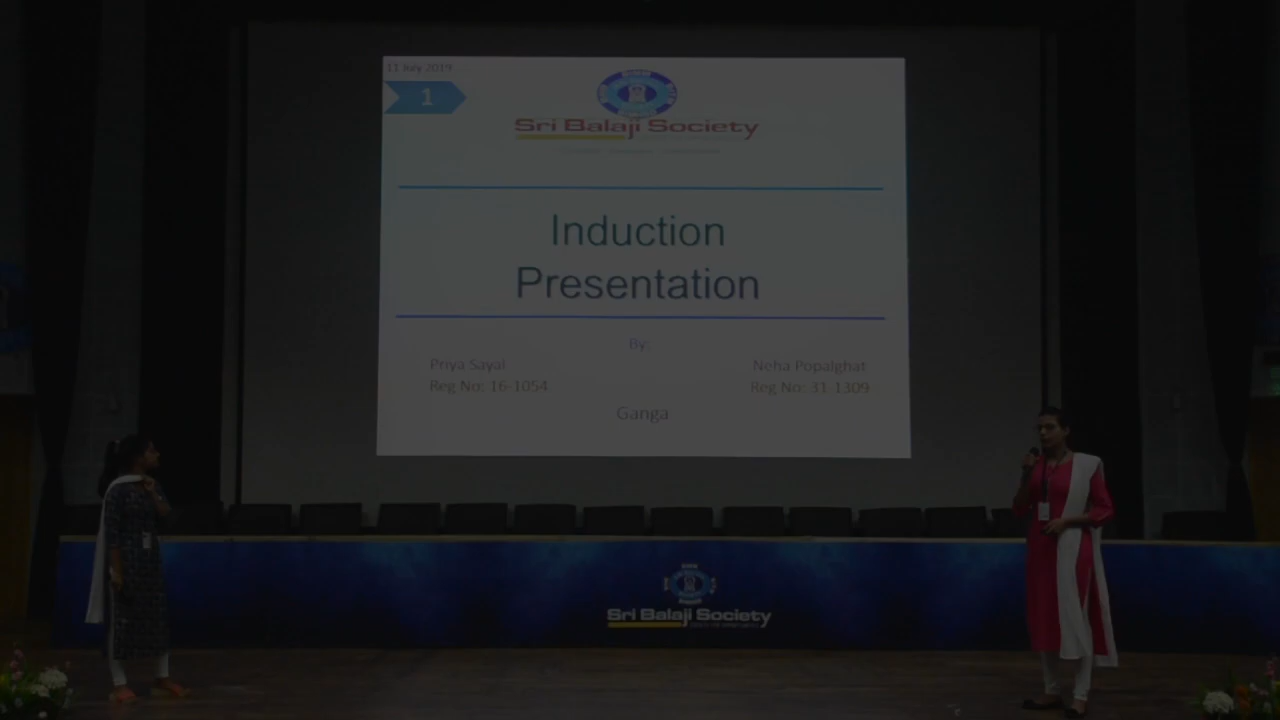 11 July 2019
1
Sri Balaji Society
Induction
Presentation
By:
Priya Sayal
Neha Popalghat
Reg No: 16-1054
Reg No: 31-1309
Ganga
Sri Balaji Society